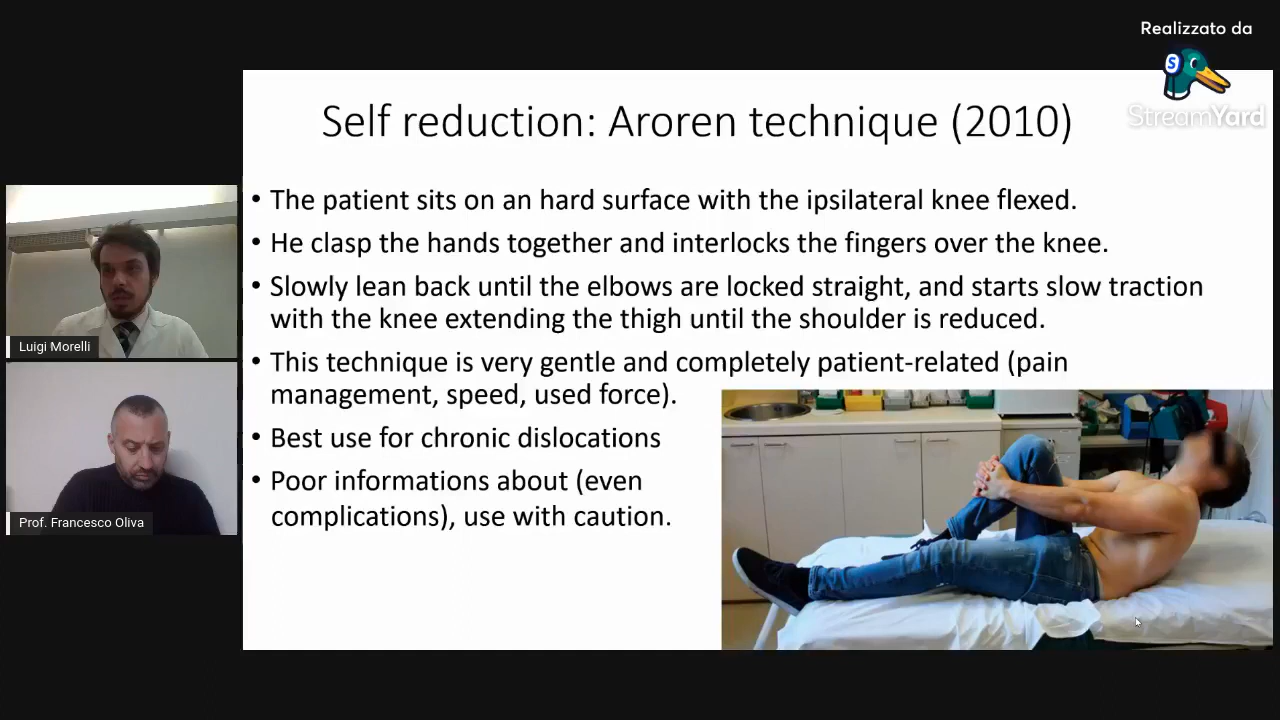 Realizzato da
S
StreamYard
Self reduction: Aroren technique (2010)
• The patient sits on an hard surface with the ipsilateral knee flexed.
• He clasp the hands together and interlocks the fingers over the knee.
• Slowly lean back until the elbows are locked straight, and starts slow traction
with the knee extending the thigh until the shoulder is reduced.
• This technique is very gentle and completely patient-related (pain
management, speed, used force).
• Best use for chronic dislocations
• Poor informations about (even
complications), use with caution.
Luigi Morelli
Prof. Francesco Oliva